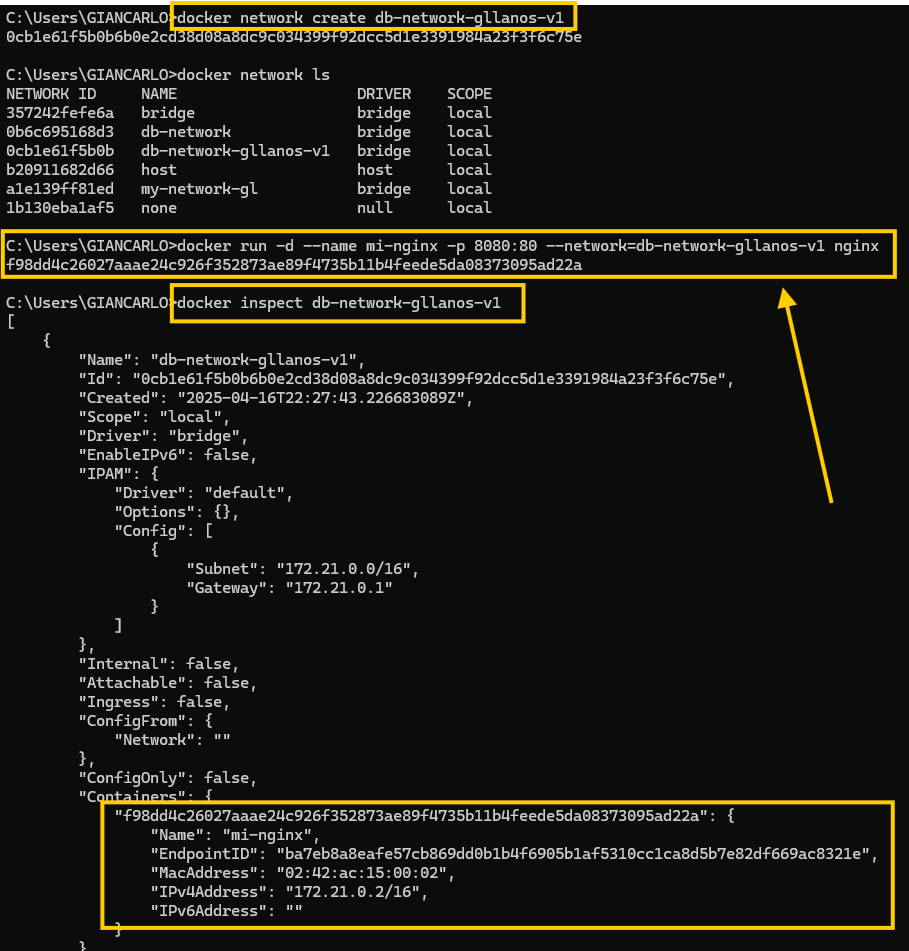 C:\Users\GIANCARLO>docker network create db-network-gllanos-v1
0cb1e61f5b0b6b0e2cd38d08a8dc9c034399f92dcc5d1e3391984a23f3f6c75e
C:\Users\GIANCARLO>docker network ls
NETWORK ID     NAME                    DRIVER    SCOPE
357242fefe6a   bridge                  bridge    local
0b6c695168d3   db-network              bridge    local
0cb1e61f5b0b   db-network-gllanos-v1   bridge    local
b20911682d66   host                    host      local
a1e139ff81ed   my-network-gl           bridge    local
1b130eba1af5   none                    null      local
C:\Users\GIANCARLO>docker run -d --name mi-nginx -p 8080:80 --network=db-network-gllanos-v1 nginx
f98dd4c26027aaae24c926f352873ae89f4735b11b4feede5da08373095ad22a
C:\Users\GIANCARLO>docker inspect db-network-gllanos-v1
[
    {
        "Name": "db-network-gllanos-v1",
        "Id": "0cb1e61f5b0b6b0e2cd38d08a8dc9c034399f92dcc5d1e3391984a23f3f6c75e",
        "Created": "2025-04-16T22:27:43.226683089Z",
        "Scope": "local",
        "Driver": "bridge",
        "EnableIPv6": false,
        "IPAM": {
            "Driver": "default",
            "Options": {},
            "Config": [
                {
                    "Subnet": "172.21.0.0/16",
                    "Gateway": "172.21.0.1"
                }
            ]
        },
        "Internal": false,
        "Attachable": false,
        "Ingress": false,
        "ConfigFrom": {
            "Network": ""
        },
        "ConfigOnly": false,
        "Containers": {
            "f98dd4c26027aaae24c926f352873ae89f4735b11b4feede5da08373095ad22a": {
                "Name": "mi-nginx",
                "EndpointID": "ba7eb8a8eafe57cb869dd0b1b4f6905b1af5310cc1ca8d5b7e82df669ac8321e",
                "MacAddress": "02:42:ac:15:00:02",
                "IPv4Address": "172.21.0.2/16",
                "IPv6Address": ""
            }
        }